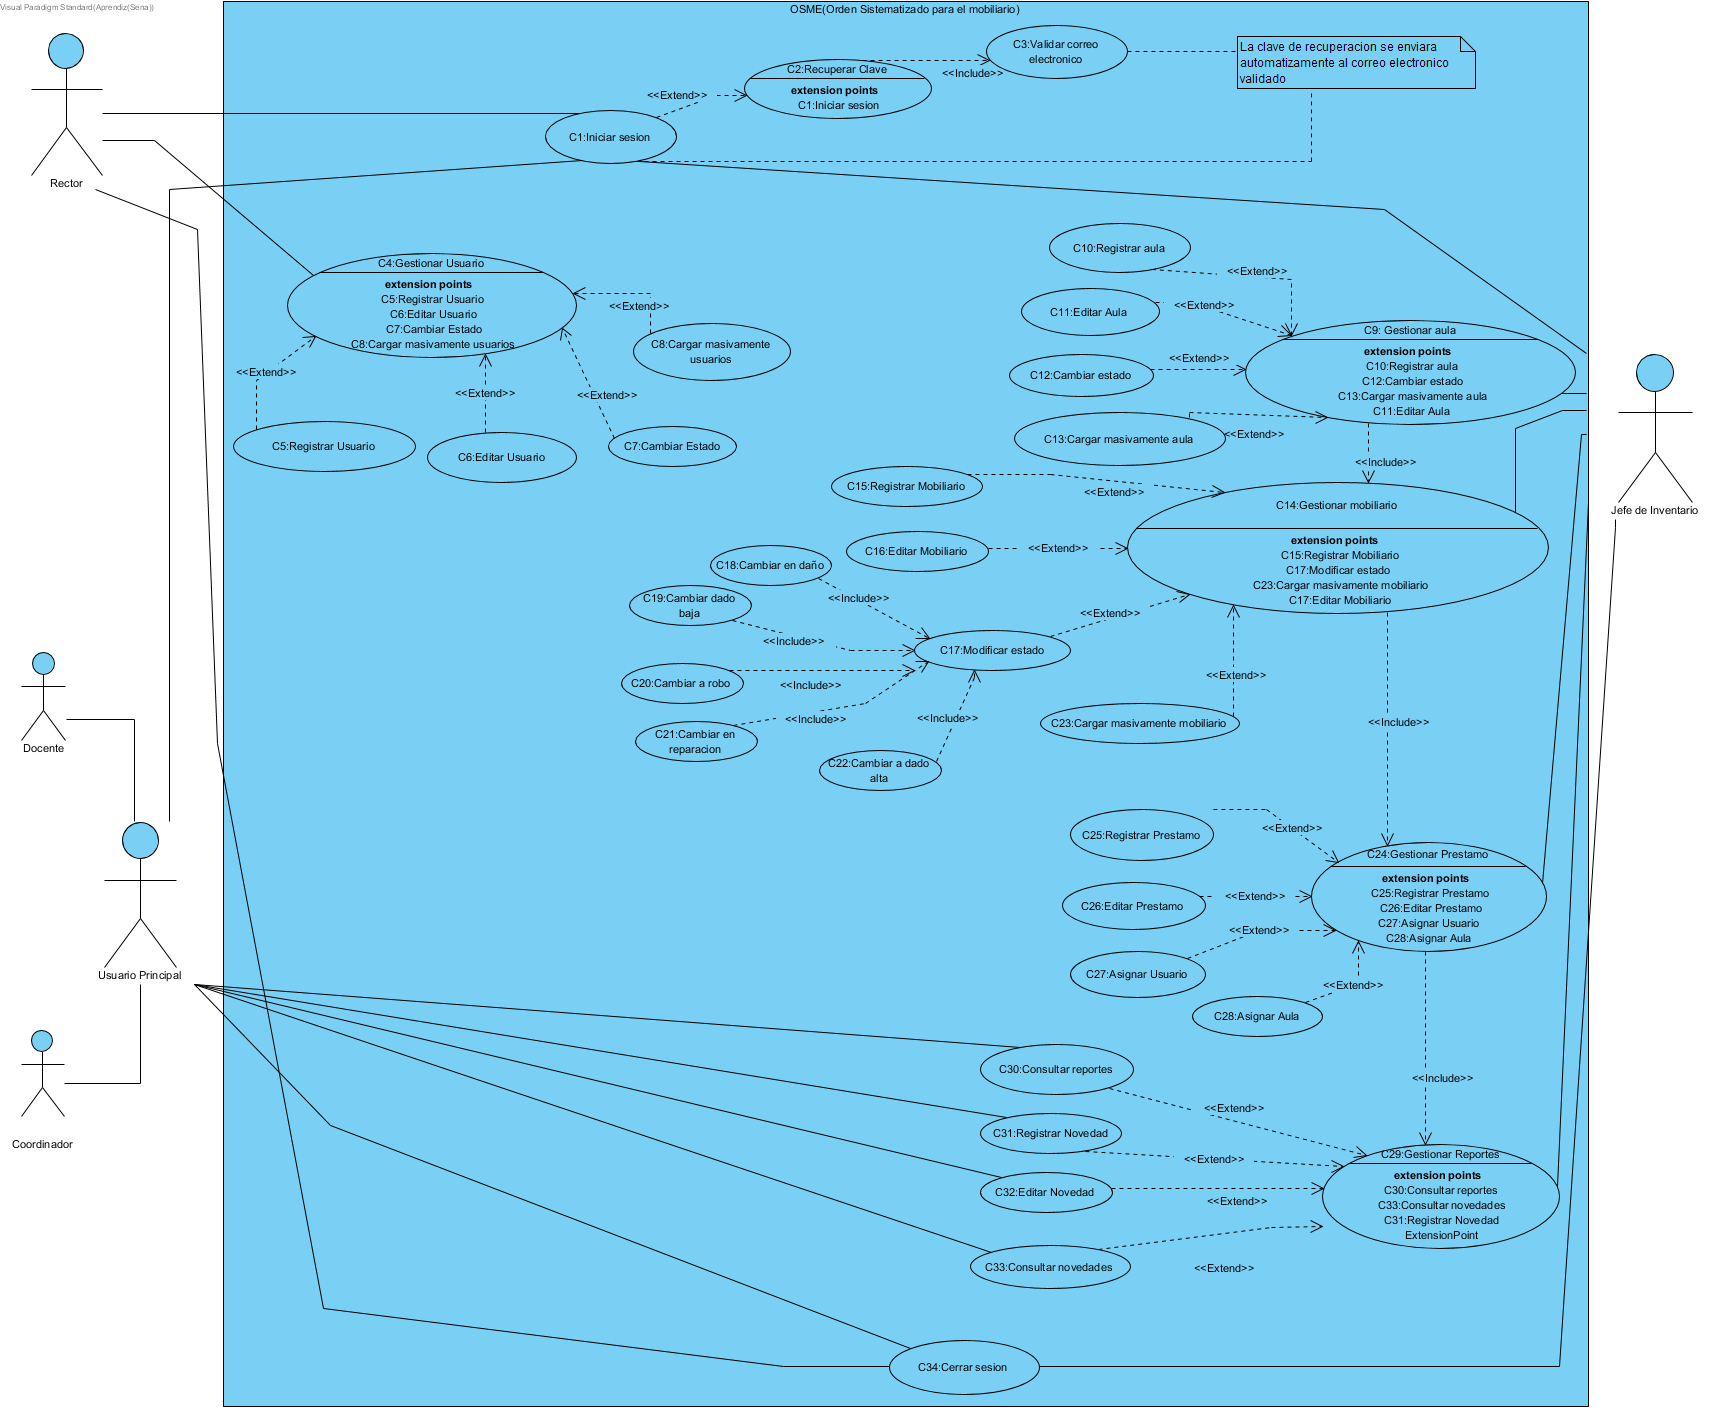 Visual Paradigm Standard(Aprendiz(Sena))
OSME(Orden Sistematizado para el mobiliario)
C3:Validar correo
electronico
La clave de recuperacion se enviara
automatizamente al correo electronico
validado
<<Include>>
C2:Recuperar Clave
extension points
C1:Iniciar sesion
<<Extend>>
C1:Iniciar sesion
Rector
C4:Gestionar Usuario
extension points
C5:Registrar Usuario
C6:Editar Usuario
C7:Cambiar Estado
C8:Cargar masivamente usuarios
<<Extend>>
C8:Cargar masivamente
usuarios
<<Extend>>
<<Extend>>
<<Extend>>
C5:Registrar Usuario
C6:Editar Usuario
C7:Cambiar Estado
C10:Registrar aula
<<Extend>>
C11:Editar Aula
<<Extend>>
C9: Gestionar aula
extension points
C10:Registrar aula
C12:Cambiar estado
C13:Cargar masivamente aula
C11:Editar Aula
C12:Cambiar estado
<<Extend>>
C13:Cargar masivamente aula
<<Extend>>
<<Include>>
Jefe de Inventario
C15:Registrar Mobiliario
<<Extend>>
C14:Gestionar mobiliario
extension points
C15:Registrar Mobiliario
C17:Modificar estado
C23:Cargar masivamente mobiliario
C17:Editar Mobiliario
C16:Editar Mobiliario
<<Extend>>
C18:Cambiar en daño
<<Include>>
C19:Cambiar dado
baja
<<Include>>
<<Extend>>
C17:Modificar estado
C20:Cambiar a robo
<<Include>>
<<Include>>
C21:Cambiar en
reparacion
<<Include>>
C22:Cambiar a dado
alta
<<Extend>>
C23:Cargar masivamente mobiliario
<<Include>>
Docente
Usuario Principal
Coordinador
C25:Registrar Prestamo
<<Extend>>
C24:Gestionar Prestamo
extension points
C25:Registrar Prestamo
C26:Editar Prestamo
C27:Asignar Usuario
C28:Asignar Aula
C26:Editar Prestamo
<<Extend>>
C27:Asignar Usuario
<<Extend>>
C28:Asignar Aula
<<Extend>>
<<Include>>
C30:Consultar reportes
<<Extend>>
C31:Registrar Novedad
<<Extend>>
C29:Gestionar Reportes
extension points
C30:Consultar reportes
C33:Consultar novedades
C31:Registrar Novedad
ExtensionPoint
C32:Editar Novedad
<<Extend>>
C33:Consultar novedades
<<Extend>>
C34:Cerrar sesion